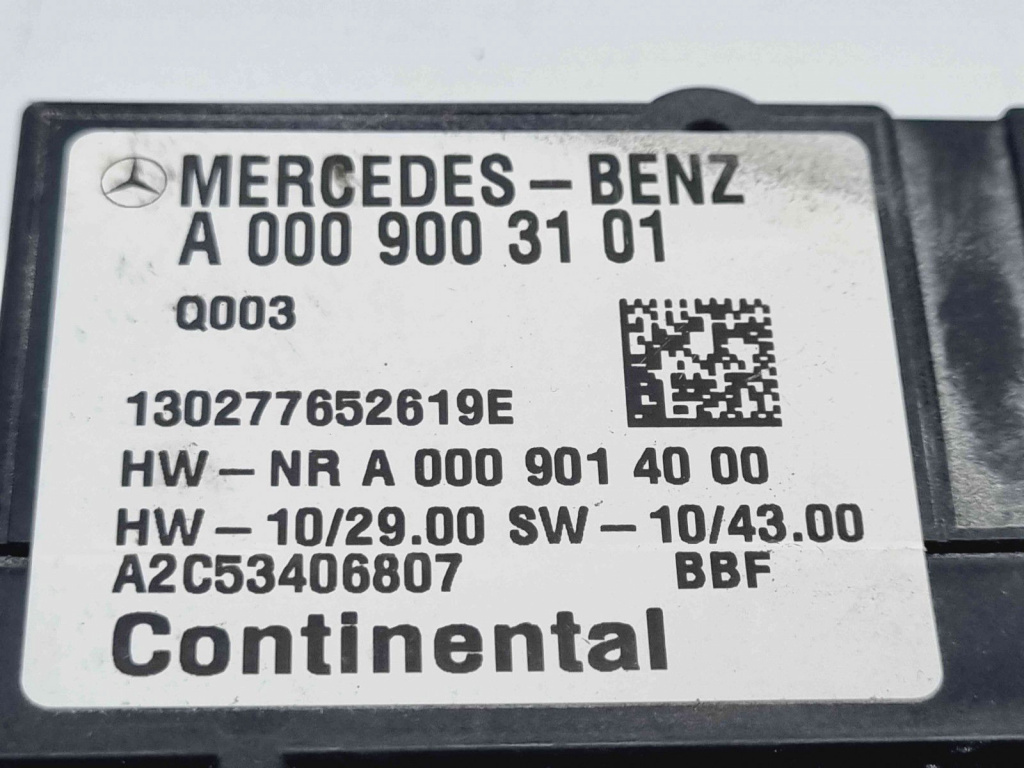 MERCEDES-BENZ
A 000 900 31 01
Q003
130277652619E
HW-NR A 000 901 40 00
HW-10/29.00 SW-10/43.00
A2C53406807 BBF
Continental